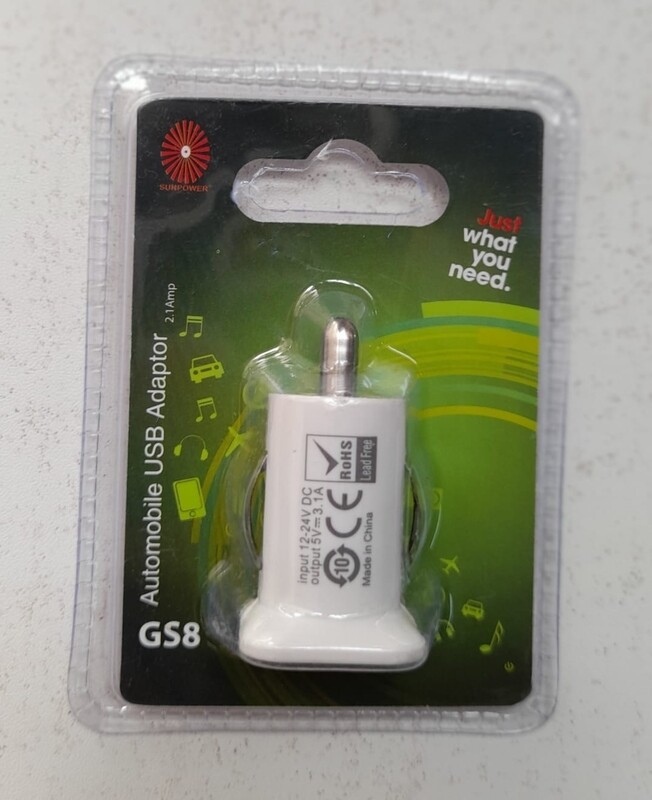 SUNPOWER
Just
what
you
need.
Automobile USB Adaptor 2.1Amp
GS8
RoHS
Lead Free
input 12-24V DC
output 5V⎓3.1A
10
CE
Made in China